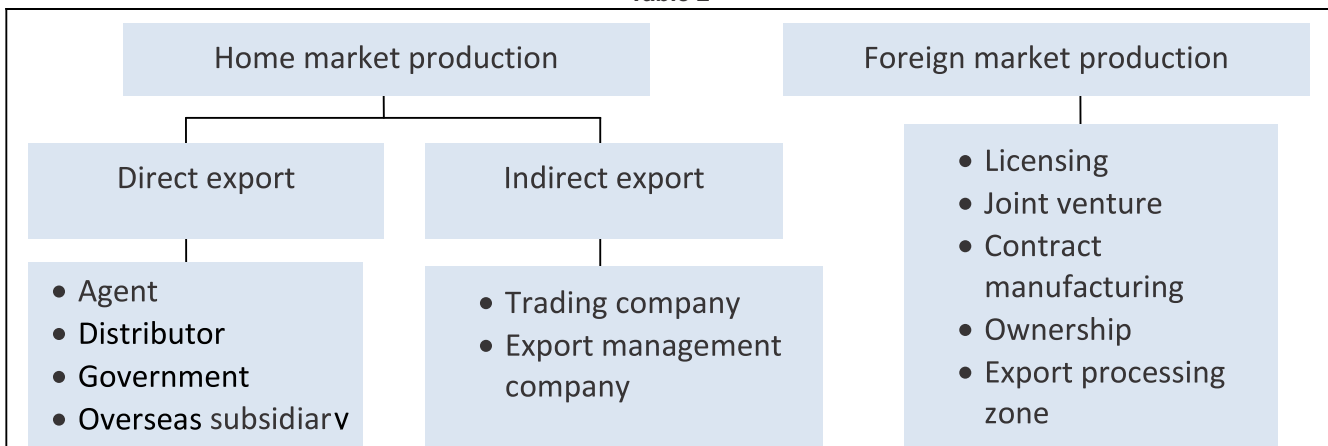 Home market production
Foreign market production
Direct export
Indirect export
• Agent
• Distributor
• Government
• Overseas subsidiary
• Trading company
• Export management
company
• Licensing
• Joint venture
• Contract
manufacturing
• Ownership
• Export processing
zone